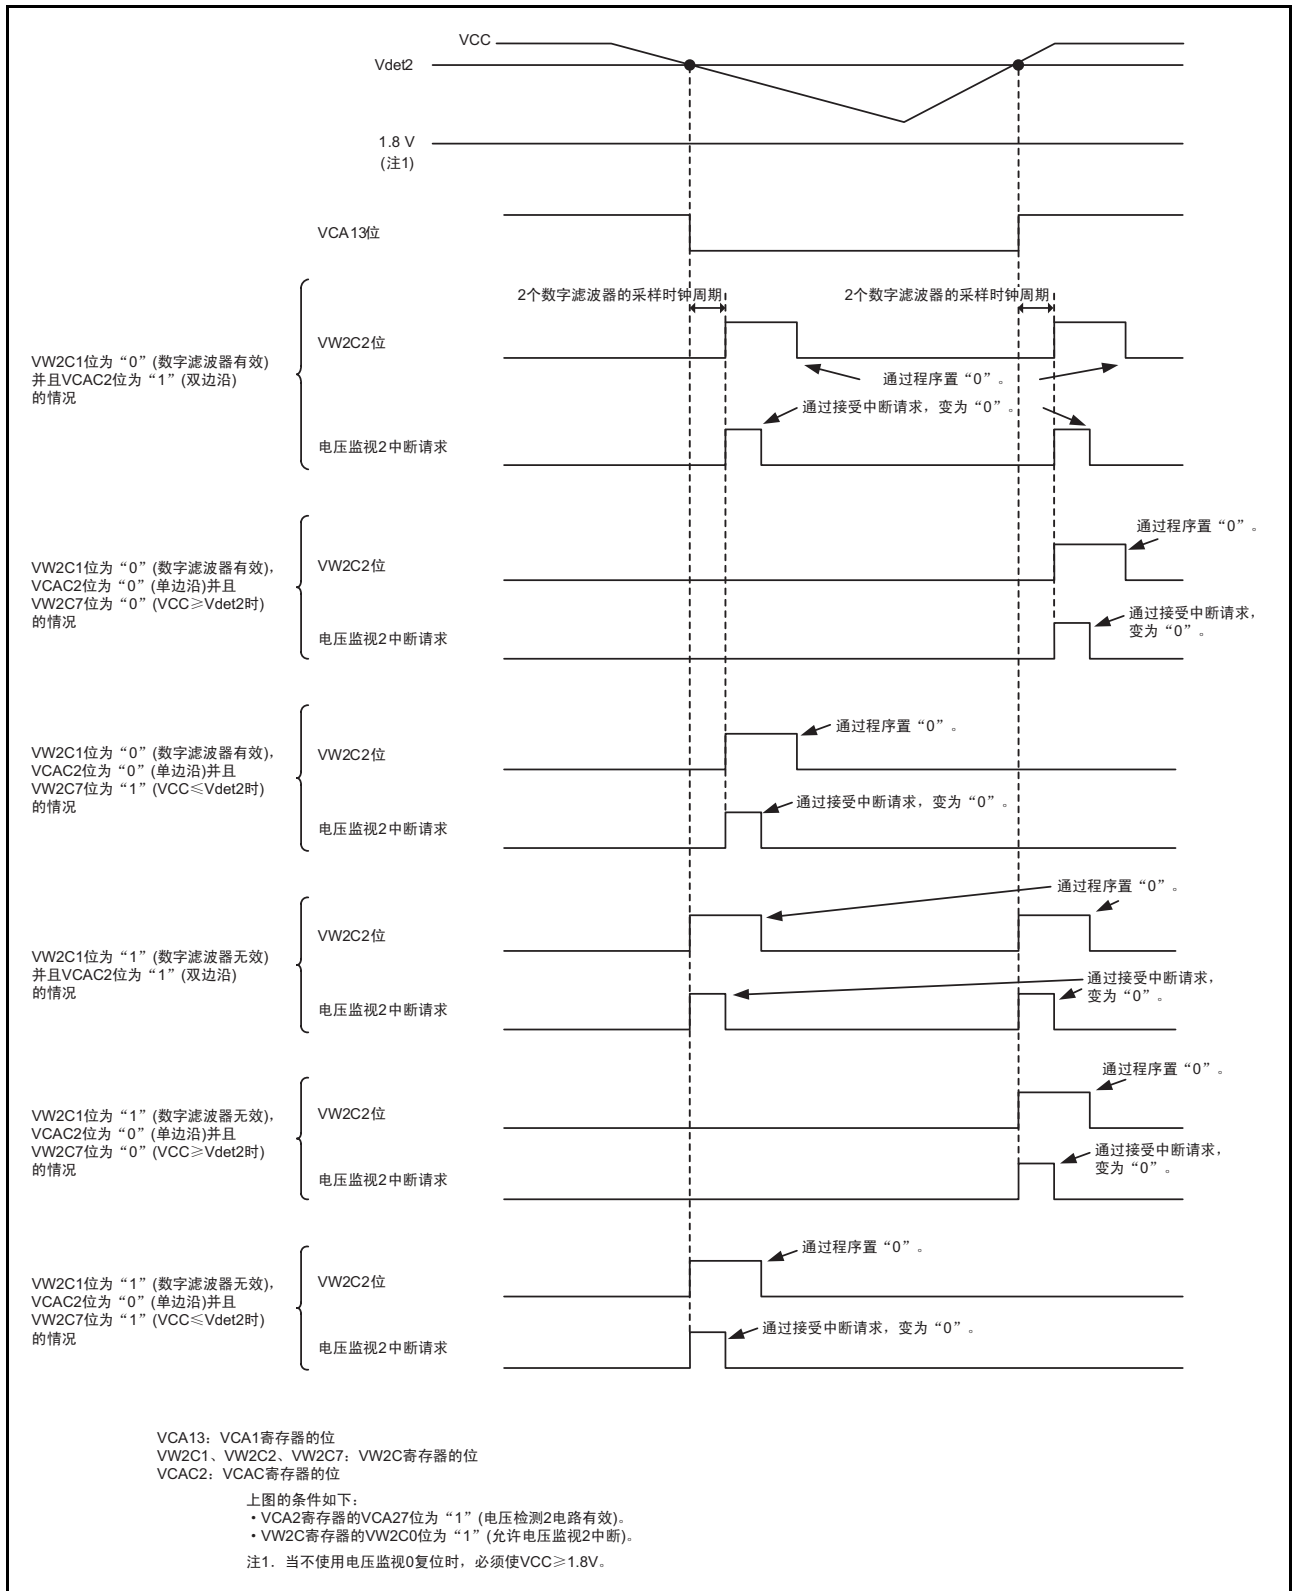 VCC
Vdet2
1.8 V
(注1)
VCA13位
2个数字滤波器的采样时钟周期
2个数字滤波器的采样时钟周期
VW2C1位为“0”(数字滤波器有效)
并且VCAC2位为“1”(双边沿)
的情况
VW2C2位
通过程序置“0”。
通过接受中断请求，变为“0”。
电压监视2中断请求
通过程序置“0”。
VW2C1位为“0”(数字滤波器有效)，
VCAC2位为“0”(单边沿)并且
VW2C7位为“0”(VCC≥Vdet2时)
的情况
VW2C2位
通过接受中断请求，
变为“0”。
电压监视2中断请求
通过程序置“0”。
VW2C1位为“0”(数字滤波器有效)，
VCAC2位为“0”(单边沿)并且
VW2C7位为“1”(VCC≤Vdet2时)
的情况
VW2C2位
通过接受中断请求，变为“0”。
电压监视2中断请求
通过程序置“0”。
VW2C1位为“1”(数字滤波器无效)
并且VCAC2位为“1”(双边沿)
的情况
VW2C2位
通过接受中断请求，
变为“0”。
电压监视2中断请求
通过程序置“0”。
VW2C1位为“1”(数字滤波器无效)，
VCAC2位为“0”(单边沿)并且
VW2C7位为“0”(VCC≥Vdet2时)
的情况
VW2C2位
通过接受中断请求，
变为“0”。
电压监视2中断请求
通过程序置“0”。
VW2C1位为“1”(数字滤波器无效)，
VCAC2位为“0”(单边沿)并且
VW2C7位为“1”(VCC≤Vdet2时)
的情况
VW2C2位
通过接受中断请求，变为“0”。
电压监视2中断请求
VCA13：VCA1寄存器的位
VW2C1、VW2C2、VW2C7：VW2C寄存器的位
VCAC2：VCAC寄存器的位
上图的条件如下：
・VCA2寄存器的VCA27位为“1”(电压检测2电路有效)。
・VW2C寄存器的VW2C0位为“1”(允许电压监视2中断)。
注1. 当不使用电压监视0复位时，必须使VCC≥1.8V。